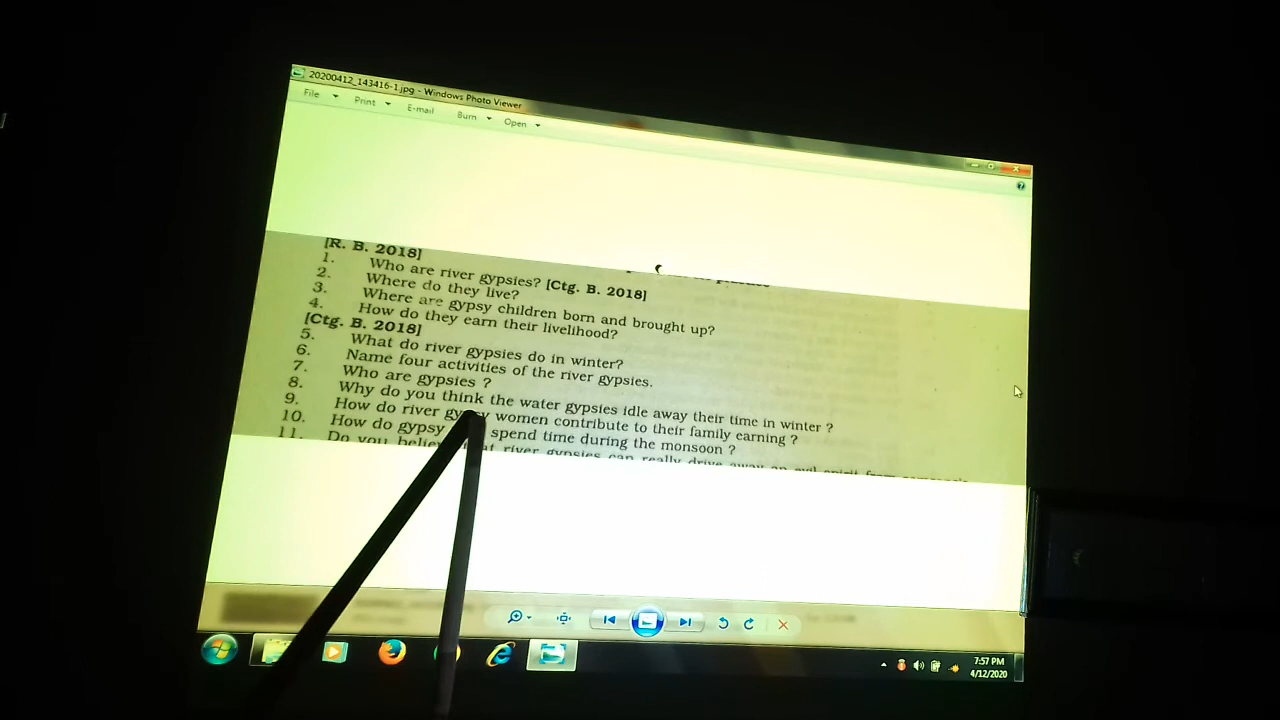 20200412_143416-1.jpg - Windows Photo Viewer
File Print E-mail Burn Open
[R. B. 2018]
1. Who are river gypsies? [Ctg. B. 2018]
2. Where do they live?
3. Where are gypsy children born and brought up?
4. How do they earn their livelihood?
[Ctg. B. 2018]
5. What do river gypsies do in winter?
6. Name four activities of the river gypsies.
7. Who are gypsies ?
8. Why do you think the water gypsies idle away their time in winter ?
9. How do river gypsy women contribute to their family earning ?
10. How do gypsy spend time during the monsoon ?
11. Do you believe that river gypsies can really drive away an evil spirit from
7:57 PM
4/12/2020